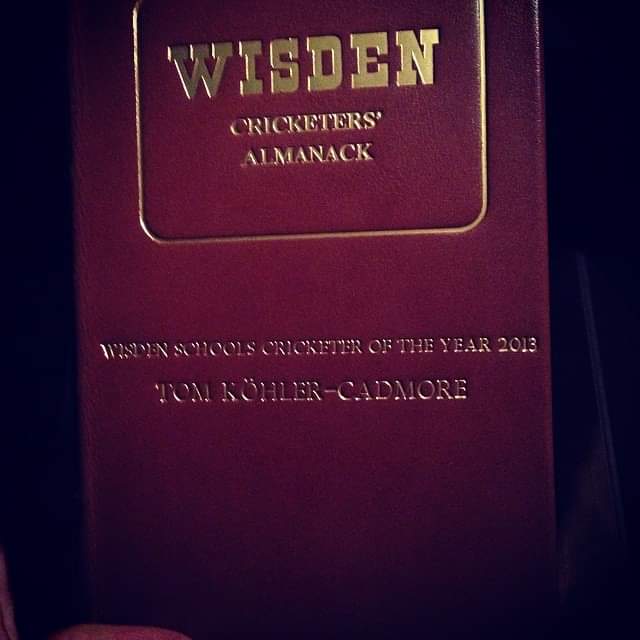 WISDEN
CRICKETERS'
ALMANACK
WISDEN SCHOOLS CRICKETER OF THE YEAR 2013
TOM KÖHLER-CADMORE